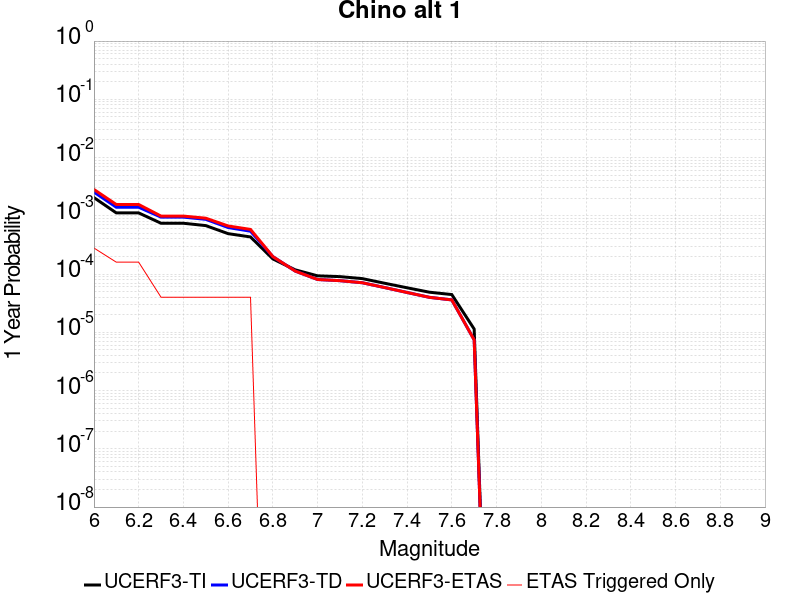 Chino alt 1
10^0
10^-1
10^-2
10^-3
10^-4
10^-5
10^-6
10^-7
10^-8
1 Year Probability
6 6.2 6.4 6.6 6.8 7 7.2 7.4 7.6 7.8 8 8.2 8.4 8.6 8.8 9
Magnitude
UCERF3-TI UCERF3-TD UCERF3-ETAS ETAS Triggered Only